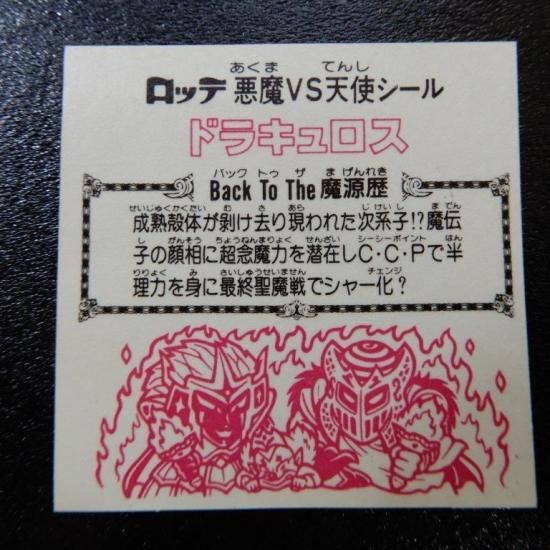 ロッテ 悪魔VS天使シール
ドラキュロス
Back To The 魔源歴
成熟殻体が剥け去り現われた次系子!?魔伝
子の顔相に超念魔力を潜在しC・C・Pで半
理力を身に最終聖魔戦でシャー化?